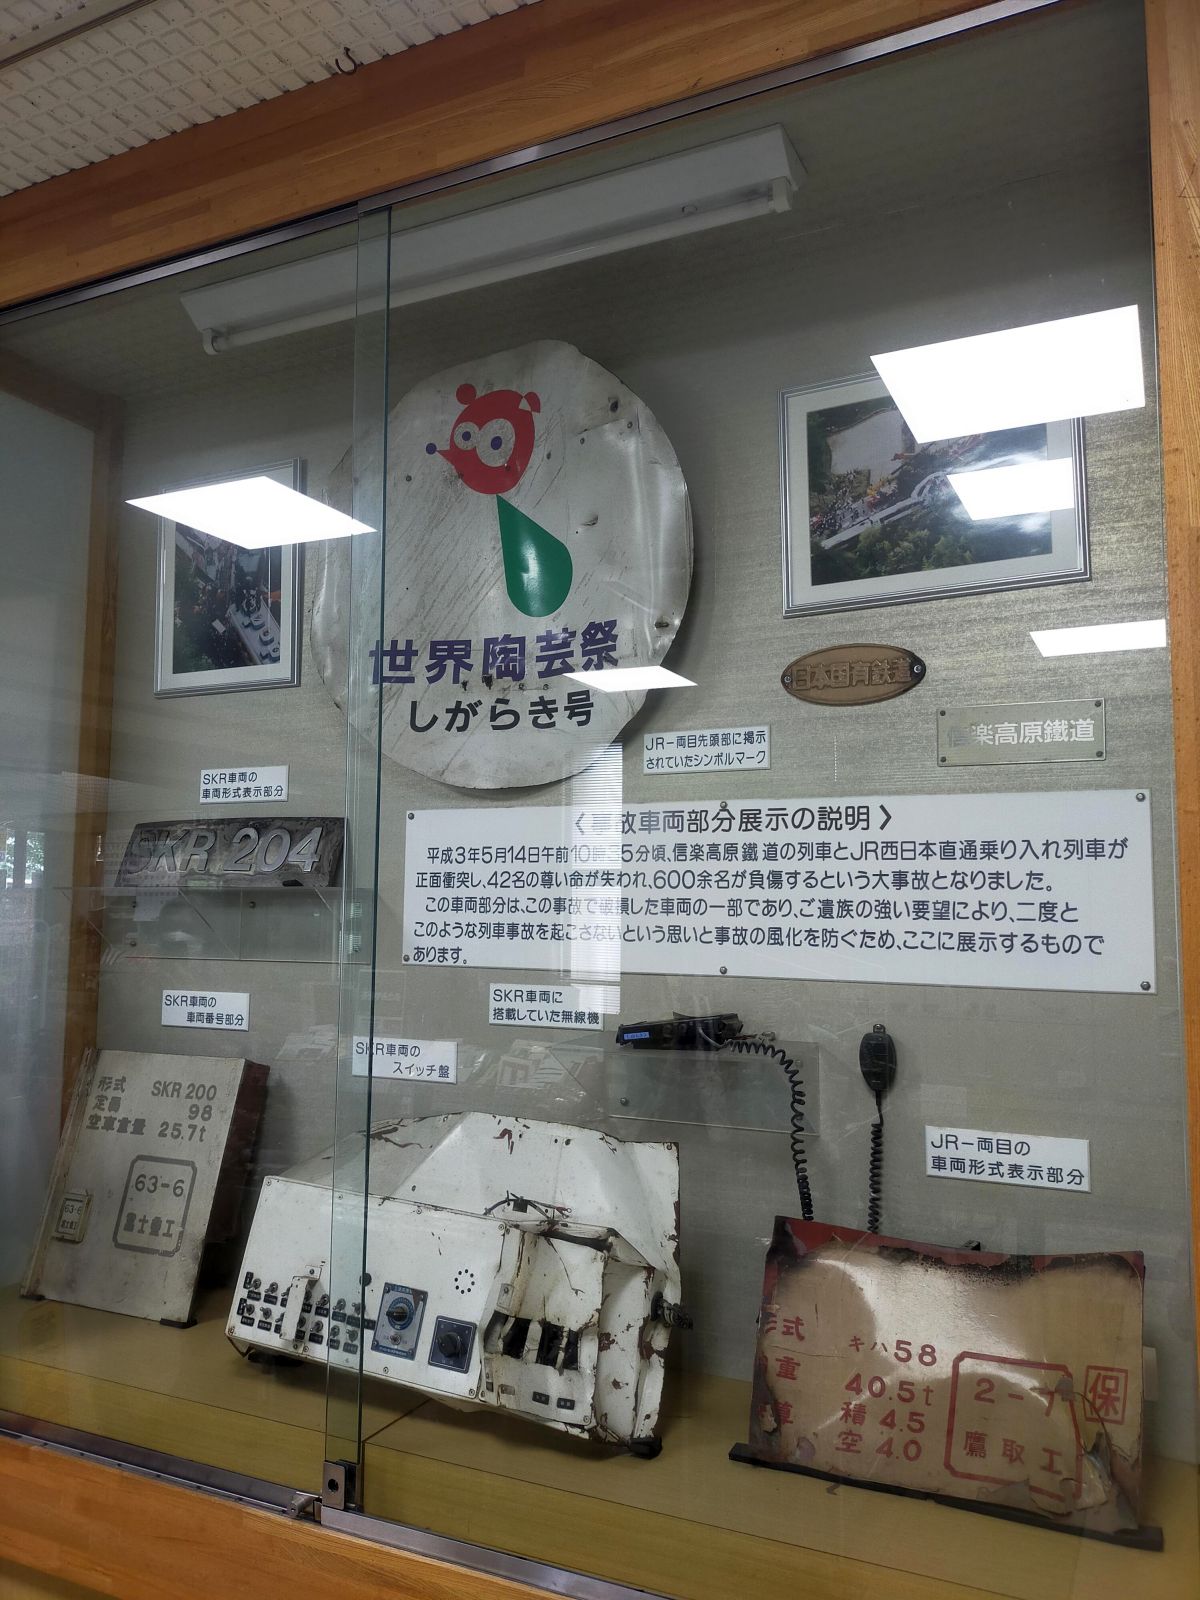 世界陶芸祭
しがらき号
日本国有鉄道
信楽高原鐵道
JR一両目先頭部に掲示
されていたシンボルマーク
SKR車両の
車両形式表示部分
SKR 204
〈事故車両部分展示の説明〉
平成3年5月14日午前10時35分頃、信楽高原鐵道の列車とJR西日本直通乗り入れ列車が
正面衝突し、42名の尊い命が失われ、600余名が負傷するという大事故となりました。
この車両部分は、この事故で破損した車両の一部であり、ご遺族の強い要望により、二度と
このような列車事故を起こさないという思いと事故の風化を防ぐため、ここに展示するもので
あります。
SKR車両の
車両番号部分
SKR車両に
搭載していた無線機
SKR車両の
スイッチ盤
JR一両目の
車両形式表示部分
形式 SKR 200
定員 98
空車重量 25.7t
63-6
富士重工
63-6
富士重工
形式 キハ58
重 40.5t
積 4.5
空 4.0
2-7
鷹取工
保